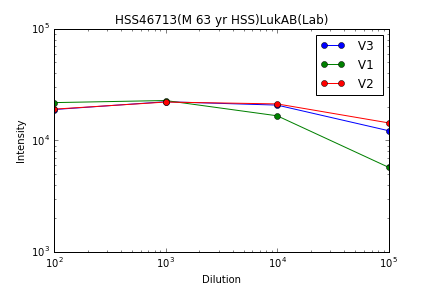 HSS46713(M 63 yr HSS)LukAB(Lab)
10^5
10^4
10^3
Intensity
V3
V1
V2
10^2
10^3
10^4
10^5
Dilution